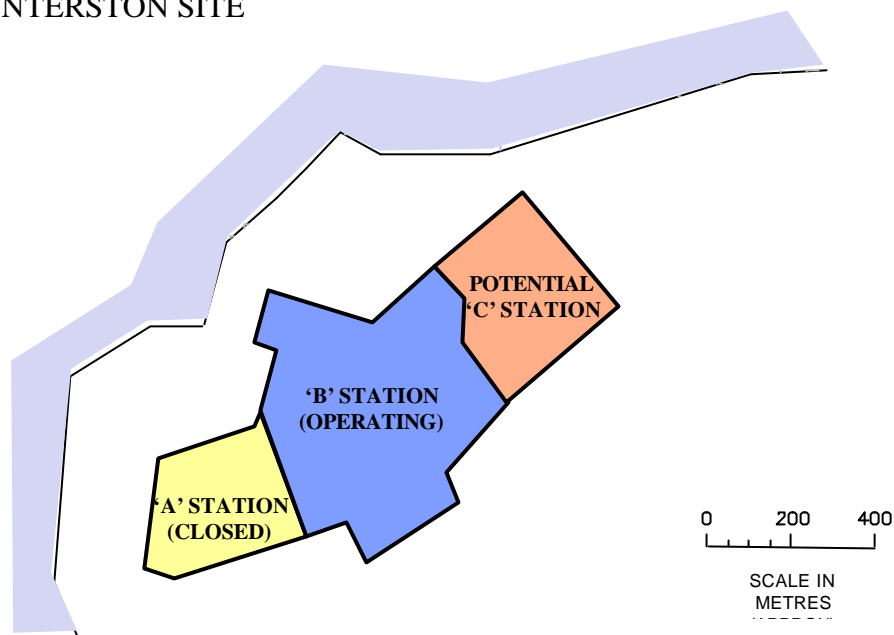 NTERSTON SITE
POTENTIAL
‘C’ STATION
‘B’ STATION
(OPERATING)
‘A’ STATION
(CLOSED)
0 200 400
SCALE IN
METRES